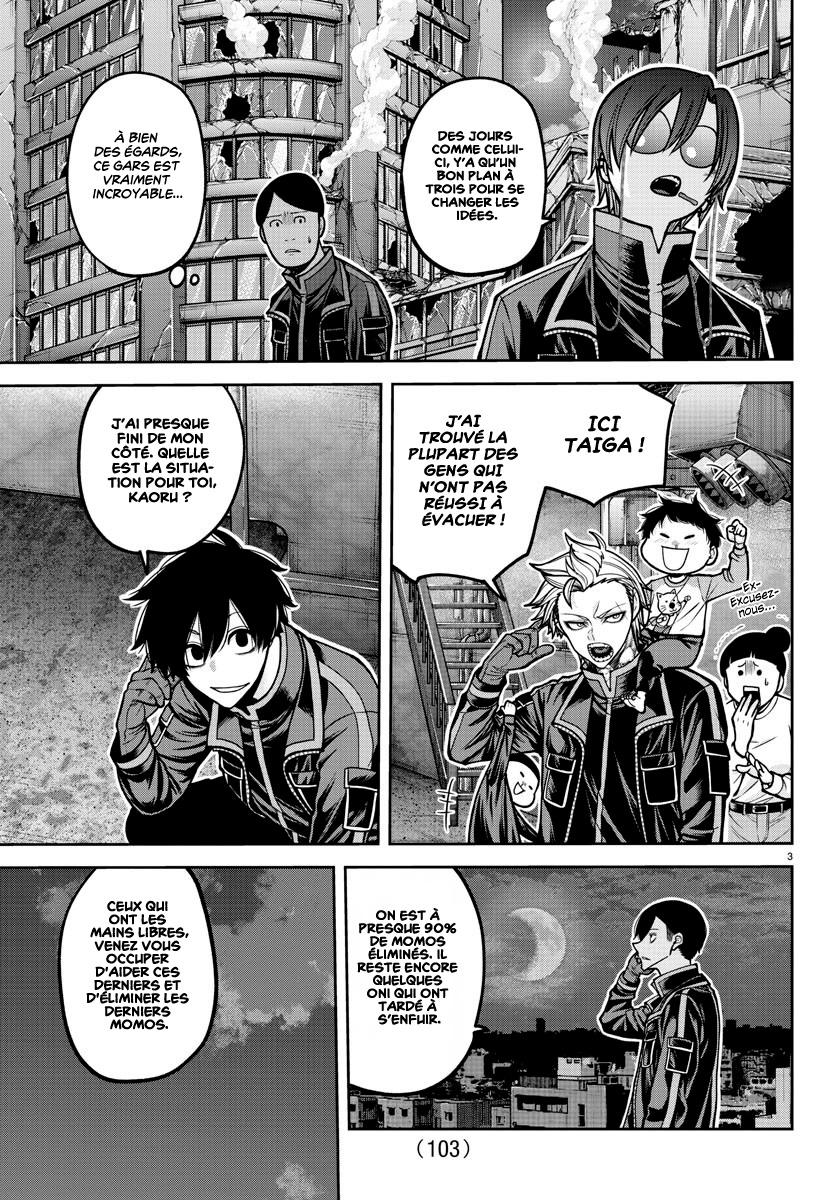 DES JOURS
COMME CELUI-
CI, Y'A QU'UN
BON PLAN À
TROIS POUR SE
CHANGER LES
IDÉES.
À BIEN
DES ÉGARDS,
CE GARS EST
VRAIMENT
INCROYABLE...
ICI
TAIGA !
J'AI
TROUVÉ LA
PLUPART DES
GENS QUI
N'ONT PAS
RÉUSSI À
ÉVACUER !
Ex-
Excusez-
nous...
J'AI PRESQUE
FINI DE MON
CÔTÉ. QUELLE
EST LA SITUA-
TION POUR TOI,
KAORU ?
3
ON EST À
PRESQUE 90%
DE MOMOS
ÉLIMINÉS. IL
RESTE ENCORE
QUELQUES
ONI QUI ONT
TARDÉ À
S'ENFUIR.
CEUX QUI
ONT LES
MAINS LIBRES,
VENEZ VOUS
OCCUPER
D'AIDER CES
DERNIERS ET
D'ÉLIMINER LES
DERNIERS
MOMOS.
(103)